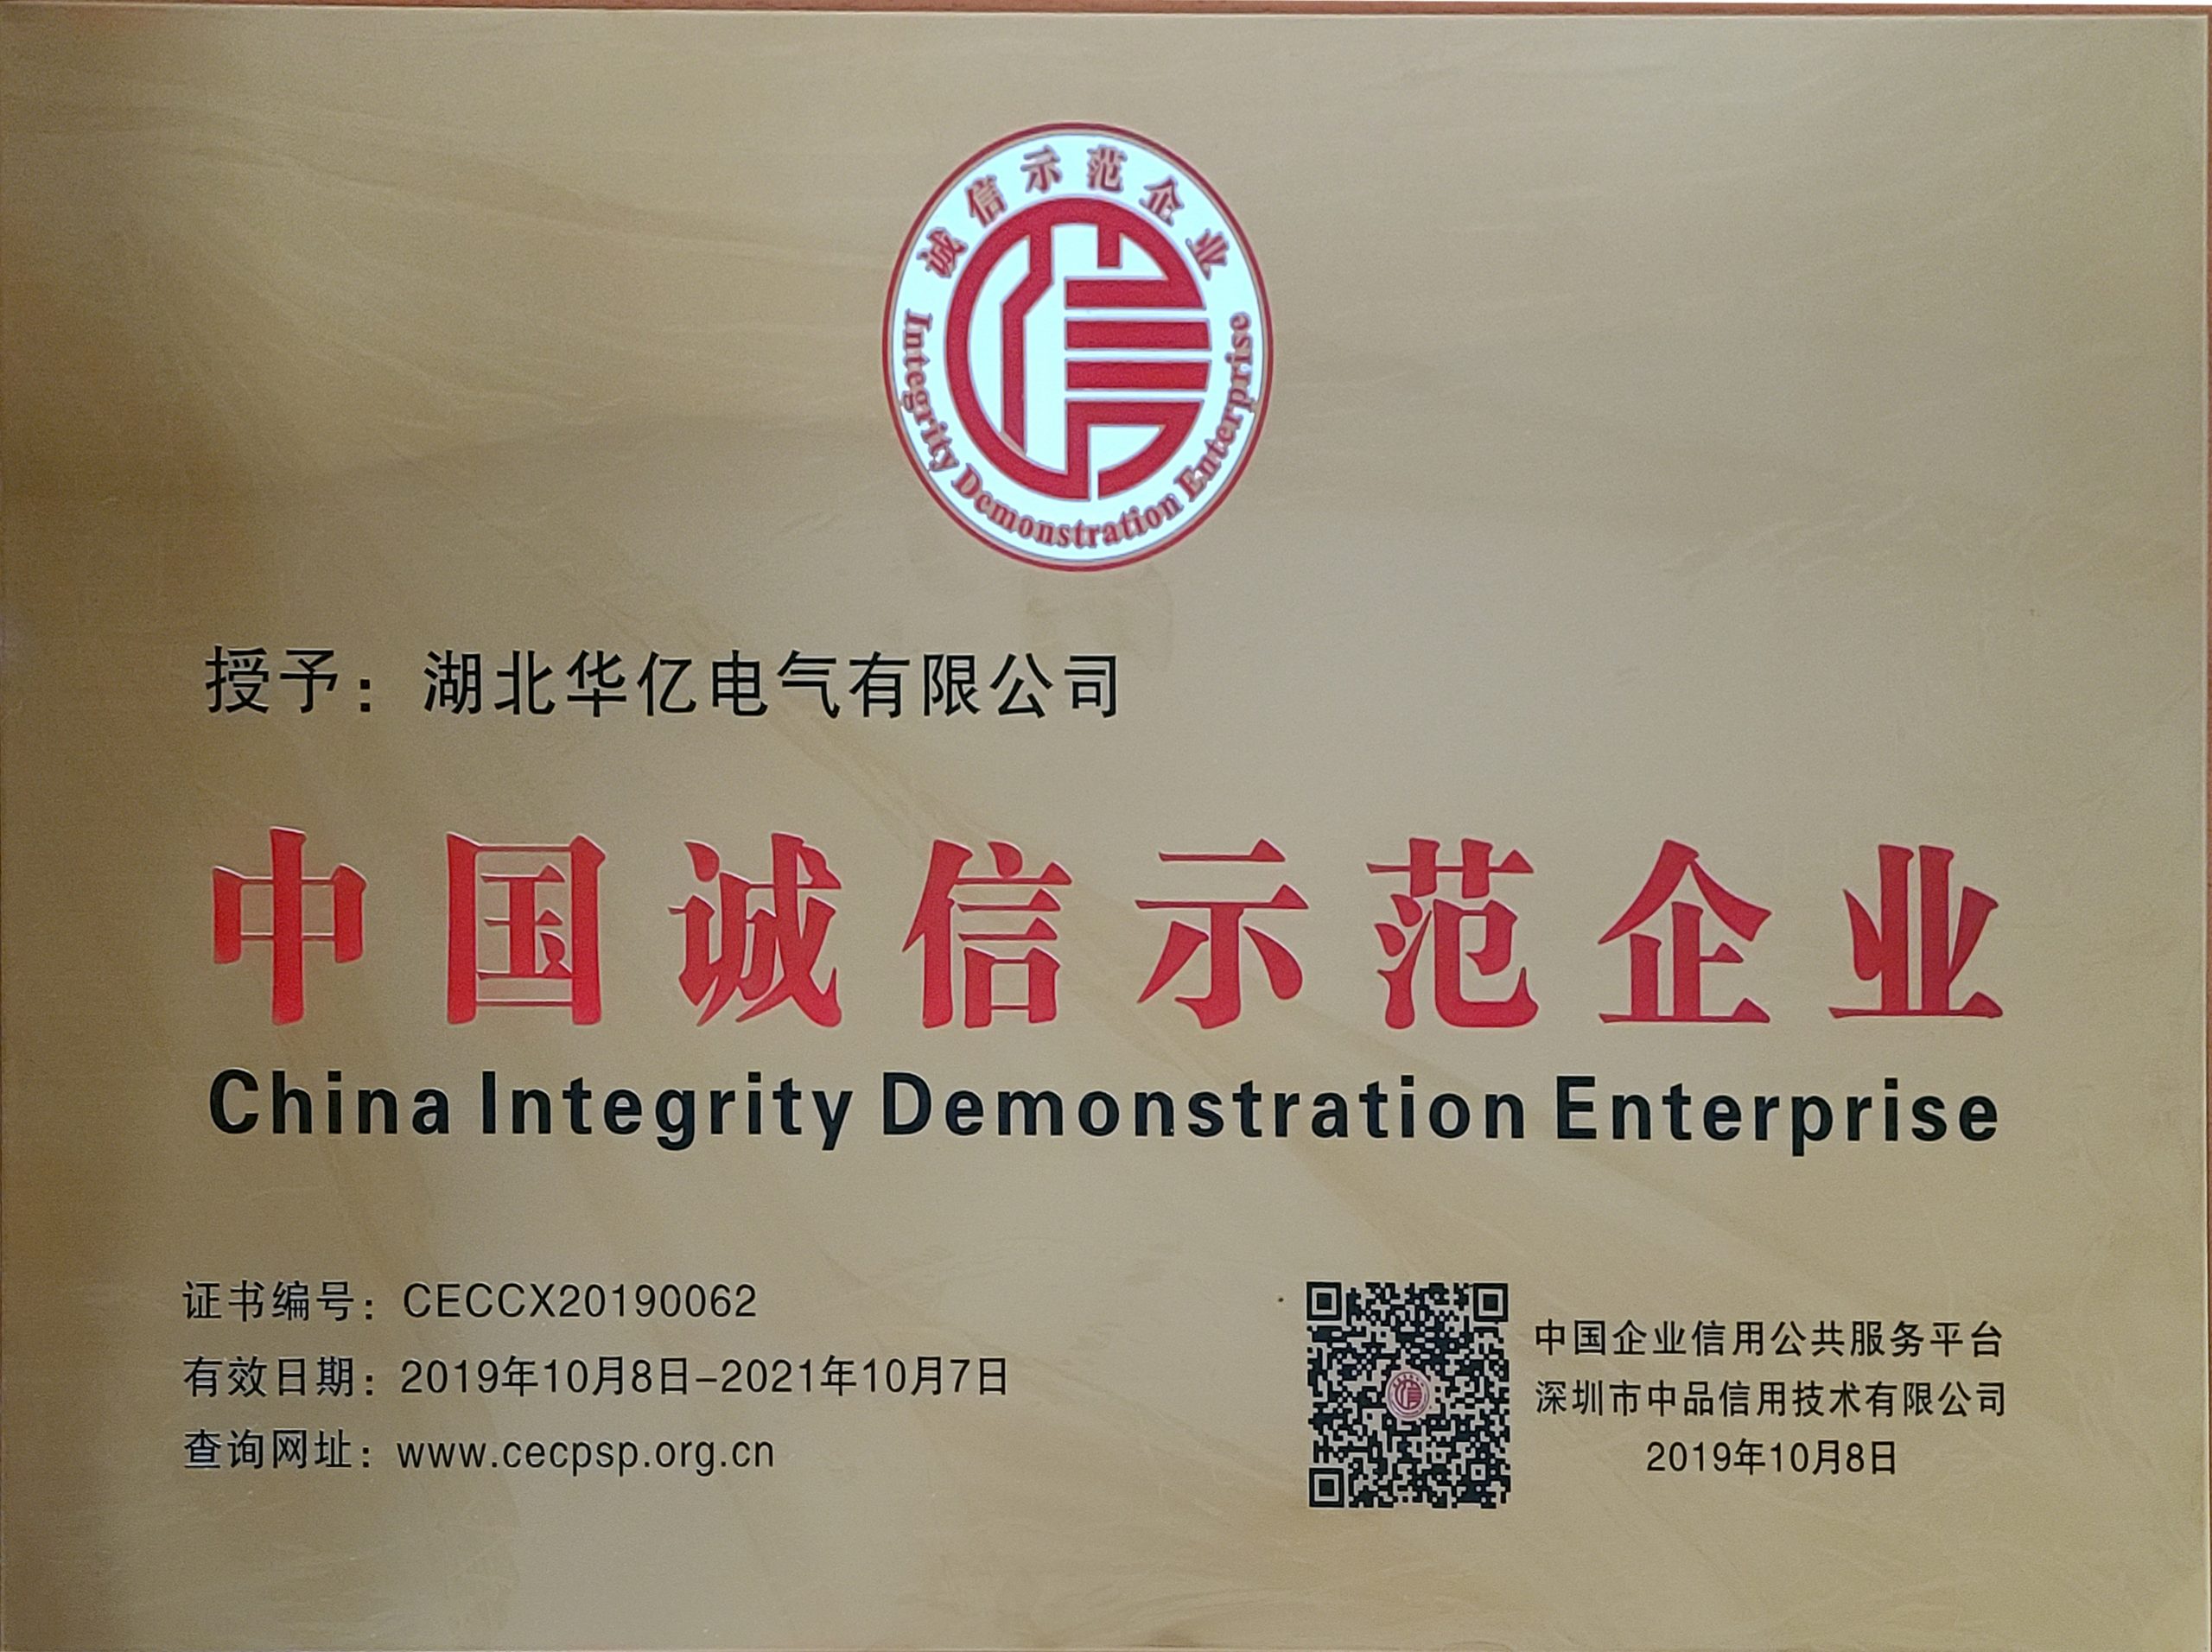 诚信示范企业
信
Integrity Demonstration Enterprise
授予：湖北华亿电气有限公司
中国诚信示范企业
China Integrity Demonstration Enterprise
证书编号：CECCX20190062
有效日期：2019年10月8日-2021年10月7日
查询网址：www.cecpsp.org.cn
中国企业信用公共服务平台
深圳市中品信用技术有限公司
2019年10月8日